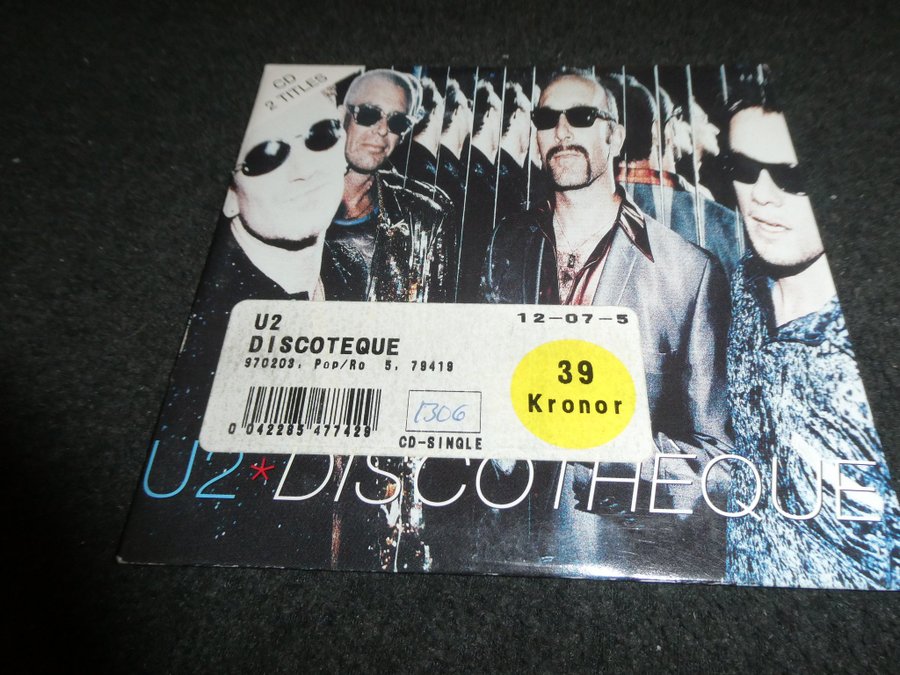 CD
2 TITLES
U2 12-07-5
DISCOTEQUE
970203, Pop/Ro 5, 79419
39
Kronor
0 042285 477429
1306
CD-SINGLE
U2*DISCOTHEQUE